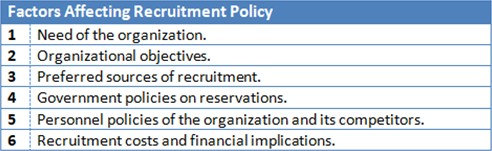 Factors Affecting Recruitment Policy
1 Need of the organization.
2 Organizational objectives.
3 Preferred sources of recruitment.
4 Government policies on reservations.
5 Personnel policies of the organization and its competitors.
6 Recruitment costs and financial implications.